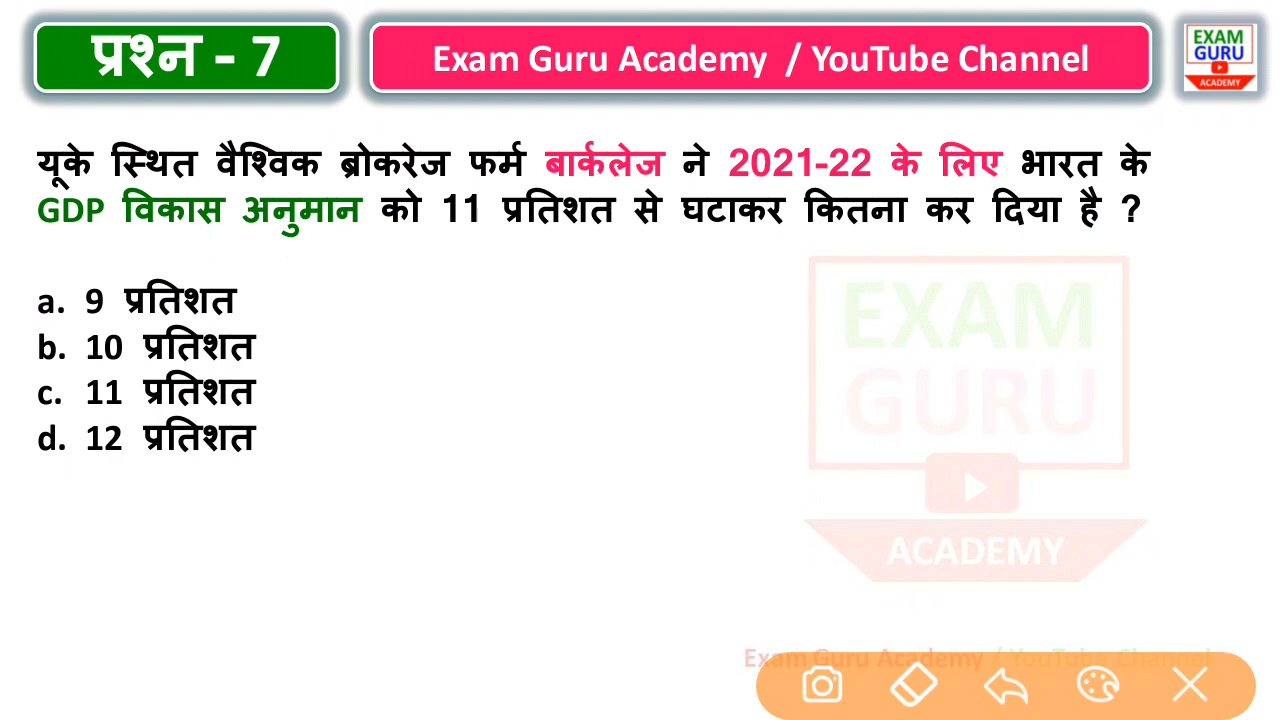 प्रश्न - 7
Exam Guru Academy / YouTube Channel
EXAM
GURU
ACADEMY
यूके स्थित वैश्विक ब्रोकरेज फर्म बार्कलेज ने 2021-22 के लिए भारत के
GDP विकास अनुमान को 11 प्रतिशत से घटाकर कितना कर दिया है ?
a. 9 प्रतिशत
b. 10 प्रतिशत
c. 11 प्रतिशत
d. 12 प्रतिशत
EXAM
GURU
ACADEMY
Exam Guru Academy / YouTube Channel